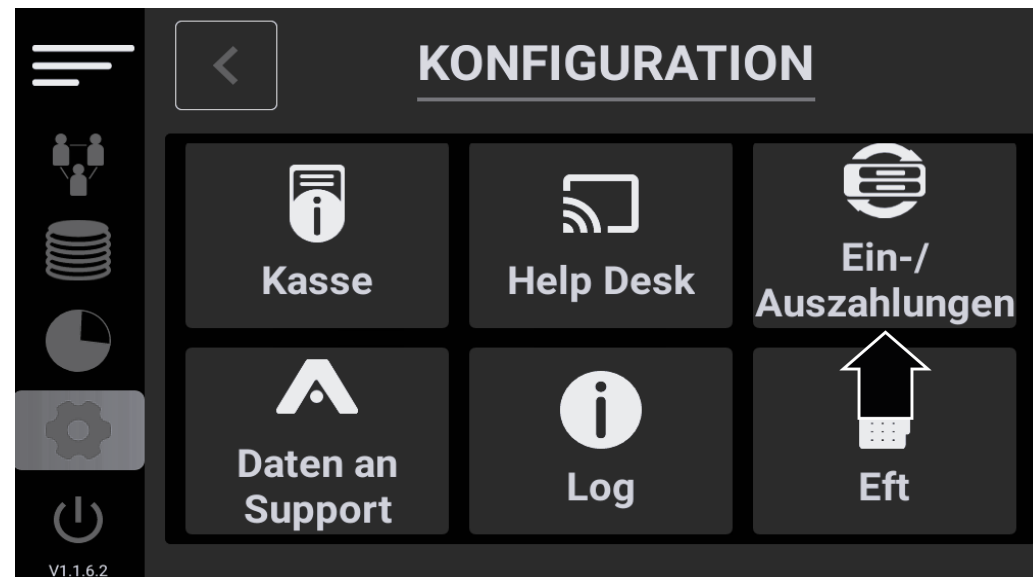 KONFIGURATION
Kasse
Help Desk
Ein-/
Auszahlungen
Daten an
Support
Log
Eft
V1.1.6.2